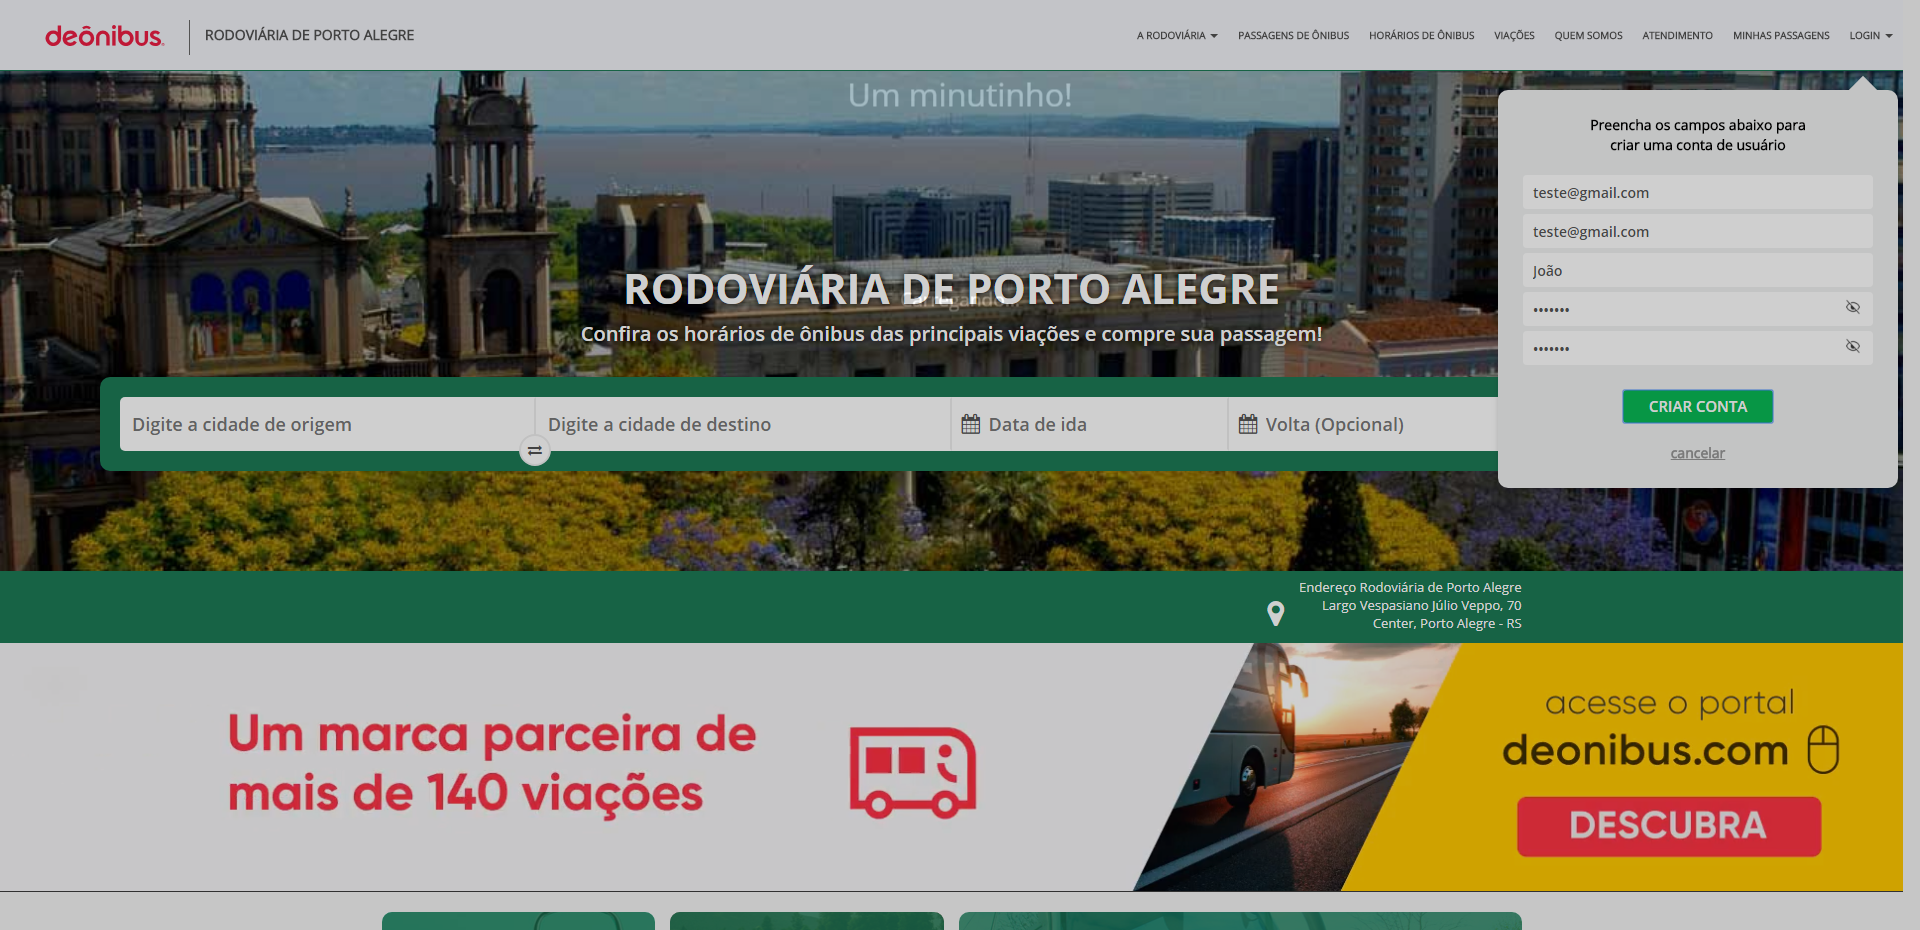 deônibus.
RODOVIÁRIA DE PORTO ALEGRE
A RODOVIÁRIA
PASSAGENS DE ÔNIBUS
HORÁRIOS DE ÔNIBUS
VIAÇÕES
QUEM SOMOS
ATENDIMENTO
MINHAS PASSAGENS
LOGIN
Um minutinho!
Preencha os campos abaixo para
criar uma conta de usuário
teste@gmail.com
teste@gmail.com
João
•••••••
•••••••
CRIAR CONTA
cancelar
RODOVIÁRIA DE PORTO ALEGRE
Carregando...
Confira os horários de ônibus das principais viações e compre sua passagem!
Digite a cidade de origem
Digite a cidade de destino
Data de ida
Volta (Opcional)
Endereço Rodoviária de Porto Alegre
Largo Vespasiano Júlio Veppo, 70
Center, Porto Alegre - RS
Um marca parceira de
mais de 140 viações
acesse o portal
deonibus.com
DESCUBRA